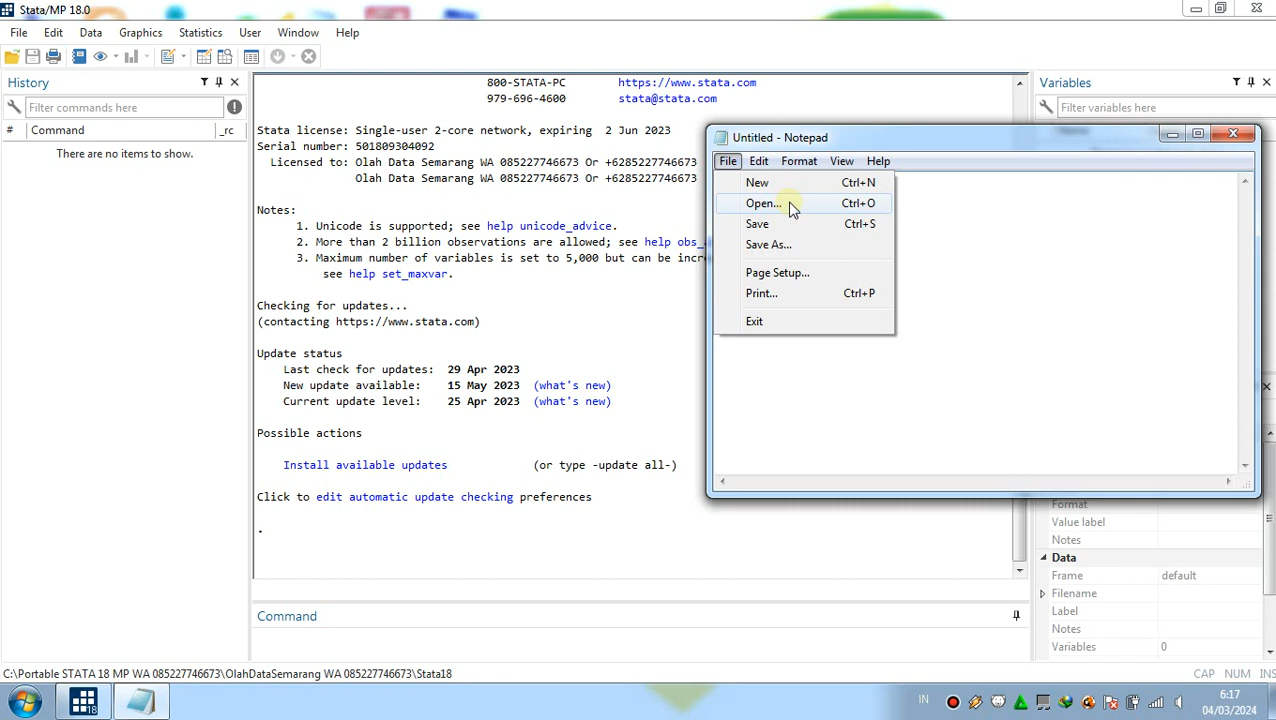 Stata/MP 18.0
File Edit Data Graphics Statistics User Window Help
History
Filter commands here
# Command _rc
There are no items to show.
800-STATA-PC https://www.stata.com
979-696-4600 stata@stata.com
Stata license: Single-user 2-core network, expiring 2 Jun 2023
Serial number: 501809304092
Licensed to: Olah Data Semarang WA 085227746673 Or +6285227746673
Olah Data Semarang WA 085227746673 Or +6285227746673
Notes:
1. Unicode is supported; see help unicode_advice.
2. More than 2 billion observations are allowed; see help obs_
3. Maximum number of variables is set to 5,000 but can be incr
see help set_maxvar.
Checking for updates...
(contacting https://www.stata.com)
Update status
Last check for updates: 29 Apr 2023
New update available: 15 May 2023 (what's new)
Current update level: 25 Apr 2023 (what's new)
Possible actions
Install available updates (or type -update all-)
Click to edit automatic update checking preferences
.
Command
Variables
Filter variables here
Untitled - Notepad
File Edit Format View Help
New Ctrl+N
Open... Ctrl+O
Save Ctrl+S
Save As...
Page Setup...
Print... Ctrl+P
Exit
Format
Value label
Notes
Data
Frame default
Filename
Label
Notes
Variables 0
C:\Portable STATA 18 MP WA 085227746673\OlahDataSemarang WA 085227746673\Stata18
CAP NUM INS
18
IN
6:17
04/03/2024